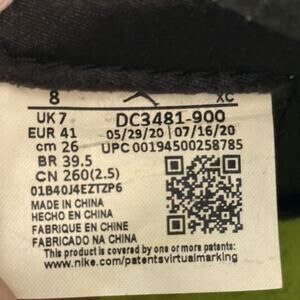 8 XC
UK 7 DC3481-900
EUR 41 05/29/20 07/16/20
cm 26 UPC 00194500258785
BR 39.5
CN 260(2.5)
01B40J4EZTZP6
MADE IN CHINA
HECHO EN CHINA
FABRICADO NA CHINA
FABRIQUÉ EN CHINE
This product is covered by one or more patents.
www.nike.com/patentsvirtualmarking